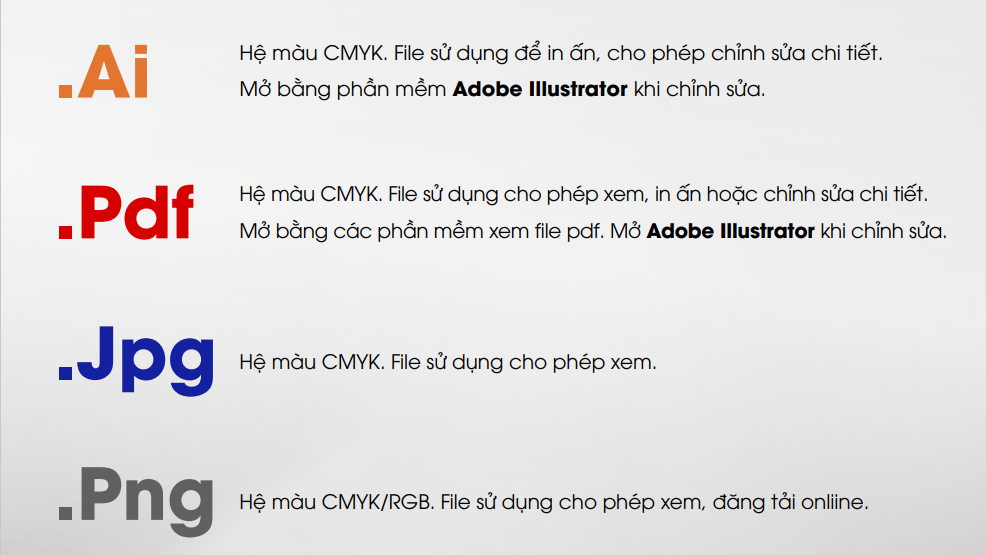 .Ai
Hệ màu CMYK. File sử dụng để in ấn, cho phép chỉnh sửa chi tiết.
Mở bằng phần mềm Adobe Illustrator khi chỉnh sửa.
.Pdf
Hệ màu CMYK. File sử dụng cho phép xem, in ấn hoặc chỉnh sửa chi tiết.
Mở bằng các phần mềm xem file pdf. Mở Adobe Illustrator khi chỉnh sửa.
.Jpg
Hệ màu CMYK. File sử dụng cho phép xem.
.Png
Hệ màu CMYK/RGB. File sử dụng cho phép xem, đăng tải onliine.